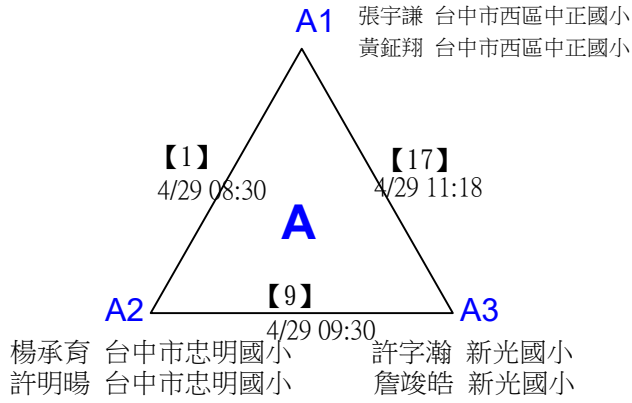 A1 張宇謙 台中市西區中正國小
黃鉦翔 台中市西區中正國小
【1】 【17】
4/29 08:30 4/29 11:18
A
【9】
A2 A3
4/29 09:30
楊承育 台中市忠明國小 許字瀚 新光國小
許明暘 台中市忠明國小 詹竣皓 新光國小